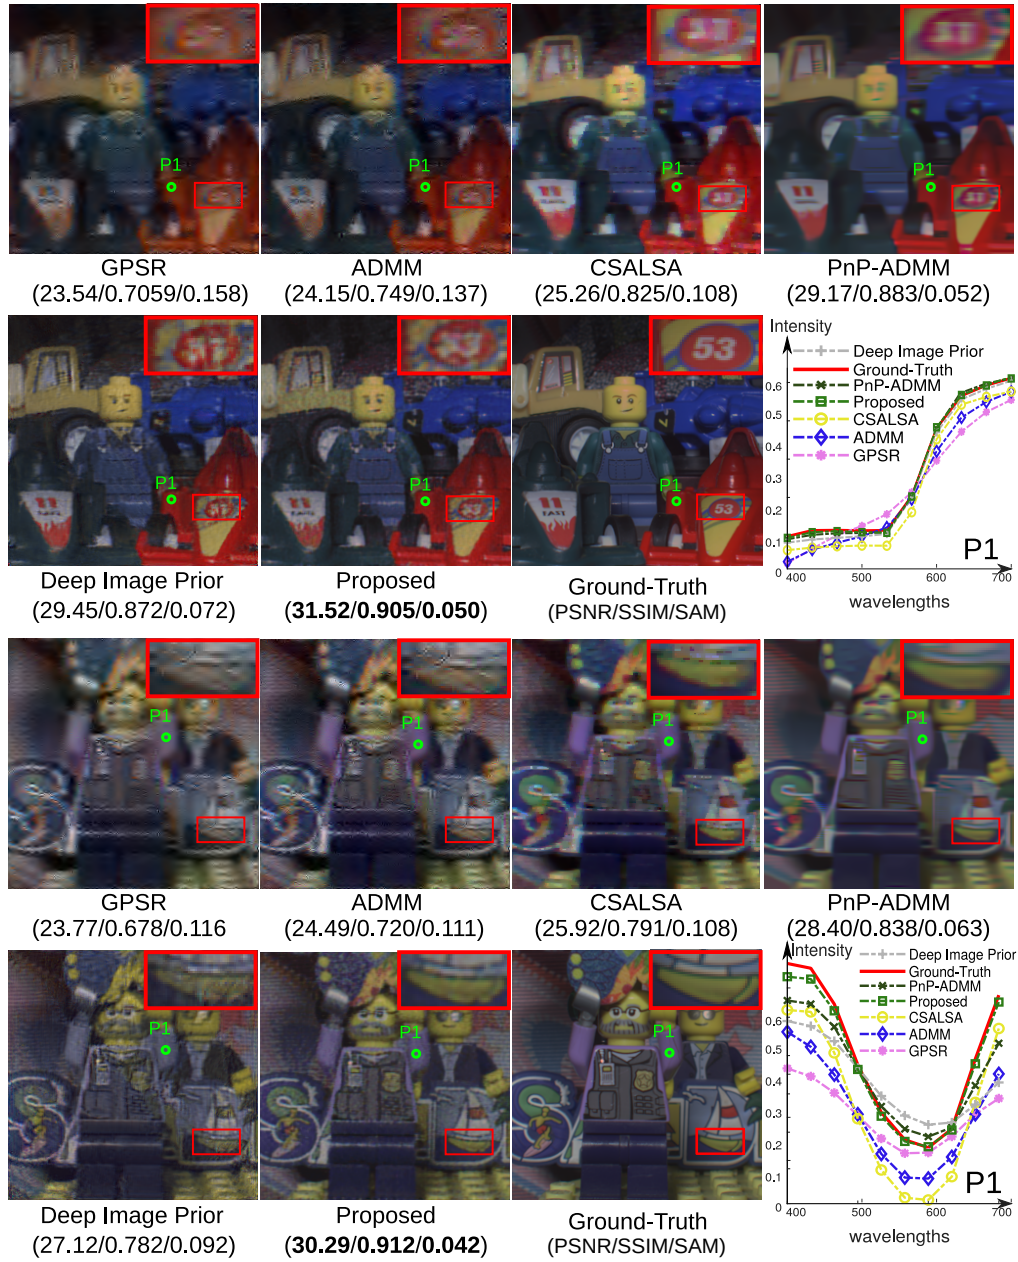 P1
P1
P1
P1
GPSR
(23.54/0.7059/0.158)
ADMM
(24.15/0.749/0.137)
CSALSA
(25.26/0.825/0.108)
PnP-ADMM
(29.17/0.883/0.052)
53
P1
P1
P1
53
EAST
Deep Image Prior
(29.45/0.872/0.072)
Proposed
(31.52/0.905/0.050)
Ground-Truth
(PSNR/SSIM/SAM)
Intensity
Deep Image Prior
Ground-Truth
PnP-ADMM
Proposed
CSALSA
ADMM
GPSR
0.6
0.5
0.4
0.2
0.1
0
400
500
600
700
P1
wavelengths
P1
P1
P1
P1
GPSR
(23.77/0.678/0.116
ADMM
(24.49/0.720/0.111)
CSALSA
(25.92/0.791/0.108)
PnP-ADMM
(28.40/0.838/0.063)
P1
P1
P1
Deep Image Prior
(27.12/0.782/0.092)
Proposed
(30.29/0.912/0.042)
Ground-Truth
(PSNR/SSIM/SAM)
Intensity
Deep Image Prior
Ground-Truth
PnP-ADMM
Proposed
CSALSA
ADMM
GPSR
0.6
0.5
0.4
0.3
0.2
0.1
0
400
500
600
700
P1
wavelengths